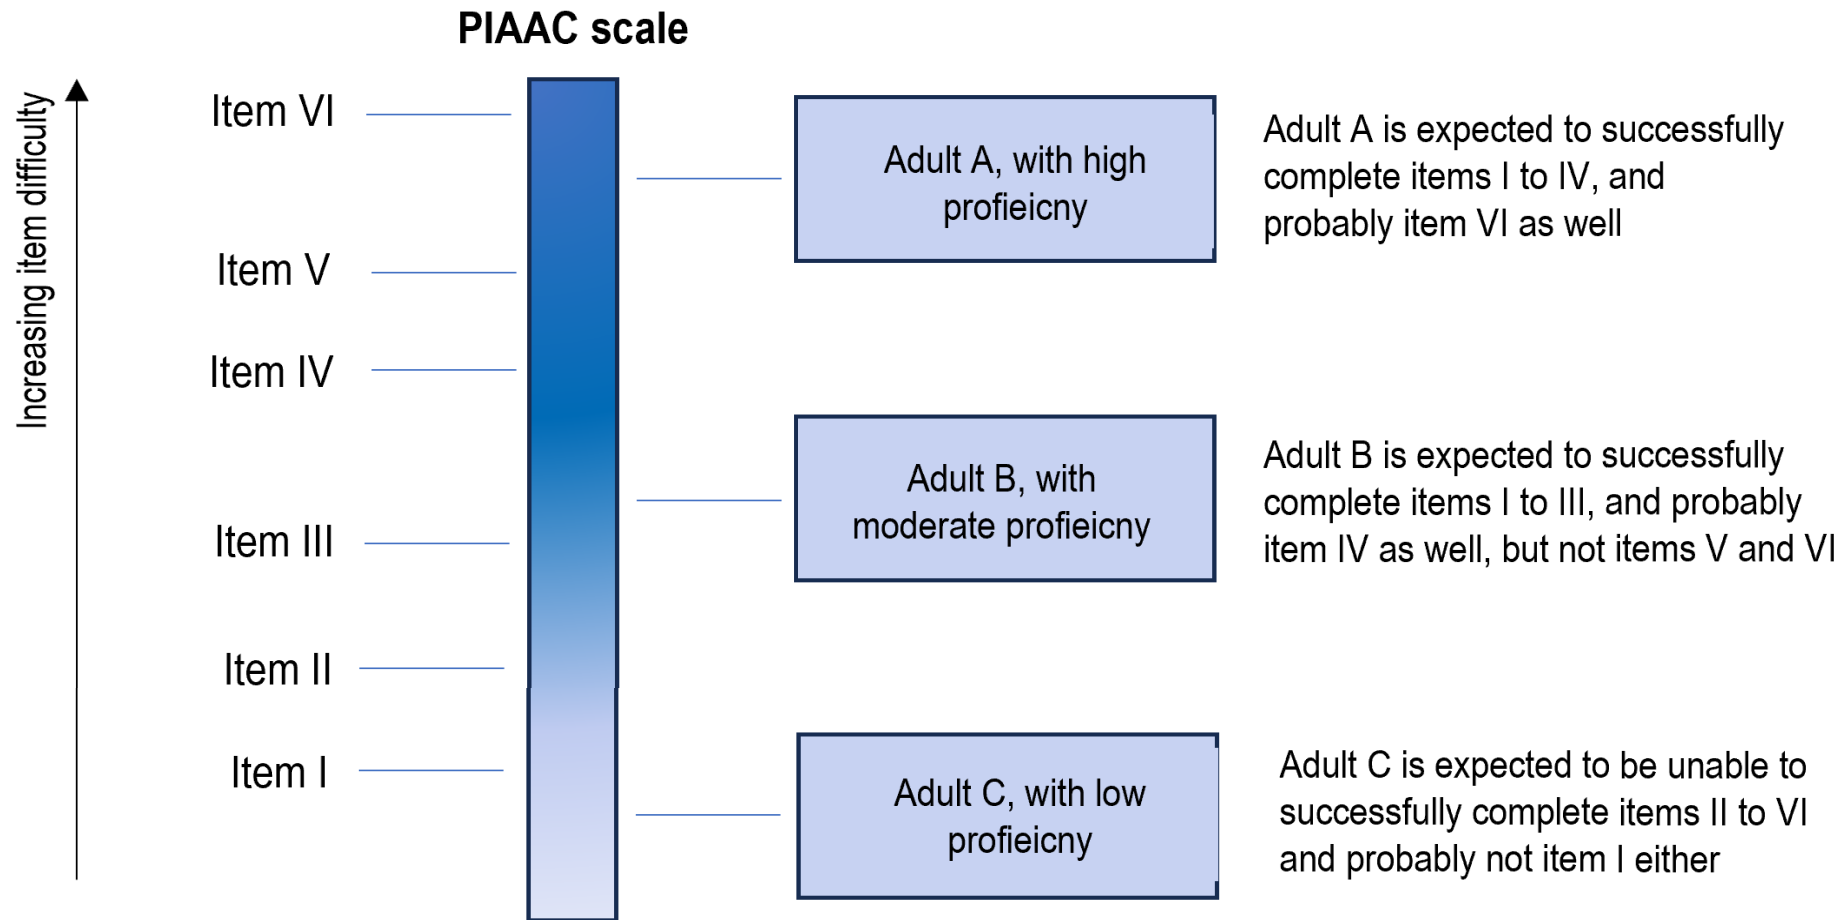 PIAAC scale
Increasing item difficulty
Item VI
Item V
Item IV
Item III
Item II
Item I
Adult A, with high
profieicny
Adult A is expected to successfully
complete items I to IV, and
probably item VI as well
Adult B, with
moderate profieicny
Adult B is expected to successfully
complete items I to III, and probably
item IV as well, but not items V and VI
Adult C, with low
profieicny
Adult C is expected to be unable to
successfully complete items II to VI
and probably not item I either